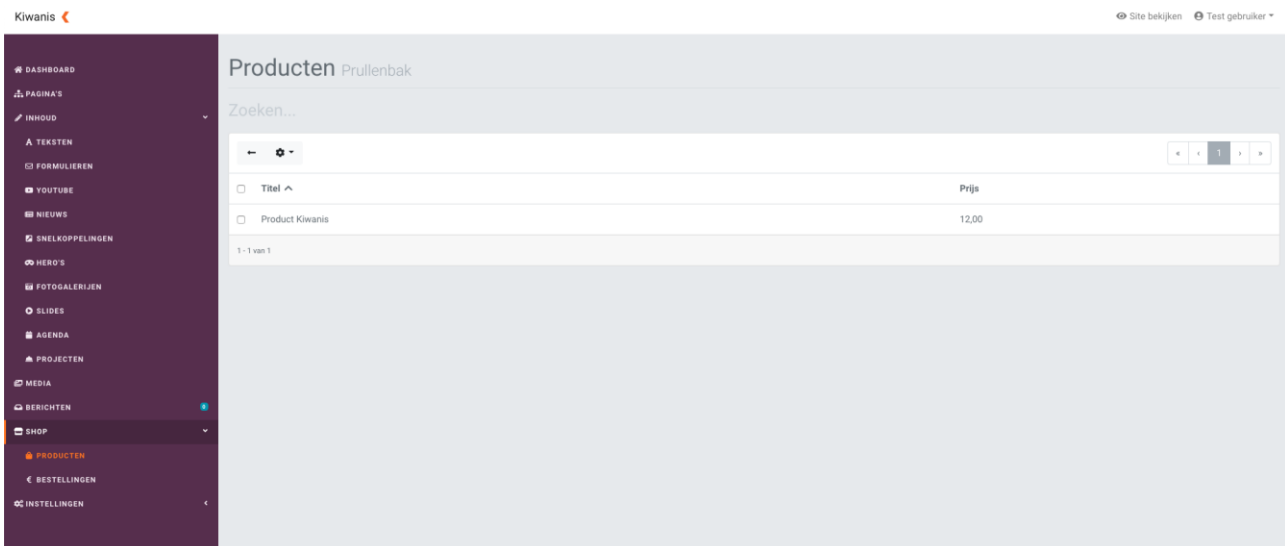 Kiwanis
Site bekijken Test gebruiker
DASHBOARD
PAGINA'S
INHOUD
TEKSTEN
FORMULIEREN
YOUTUBE
NIEUWS
SNELKOPPELINGEN
HERO'S
FOTOGALERIJEN
SLIDES
AGENDA
PROJECTEN
MEDIA
BERICHTEN 0
SHOP
PRODUCTEN
BESTELLINGEN
INSTELLINGEN
Producten Prullenbak
Zoeken...
« ‹ 1 › »
Titel Prijs
Product Kiwanis 12,00
1 - 1 van 1